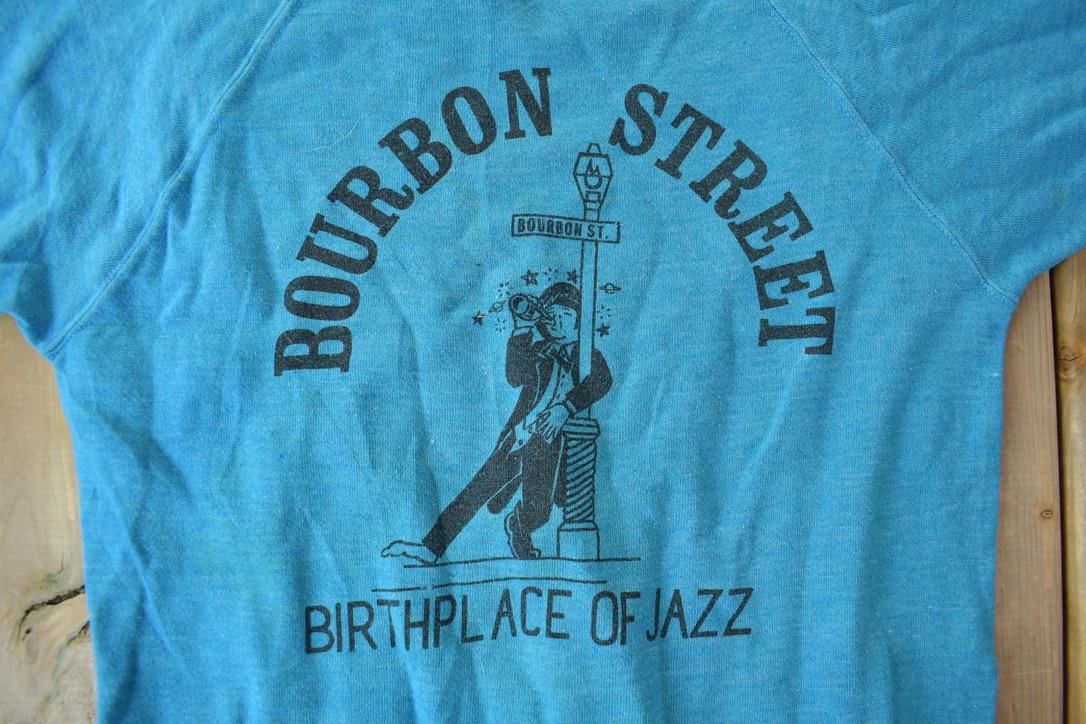 BOURBON STREET
BOURBON ST.
BIRTHPLACE OF JAZZ